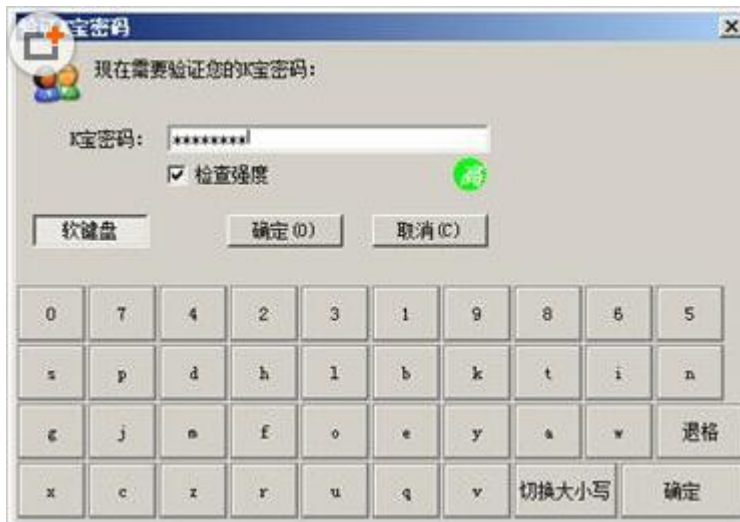 验证K宝密码
现在需要验证您的K宝密码:
K宝密码: ********
检查强度
软键盘 确定(O) 取消(C)
0 7 4 2 3 1 9 8 6 5
s p d h l b k t i n
g j m f o e y a w 退格
x c z r u q v 切换大小写 确定